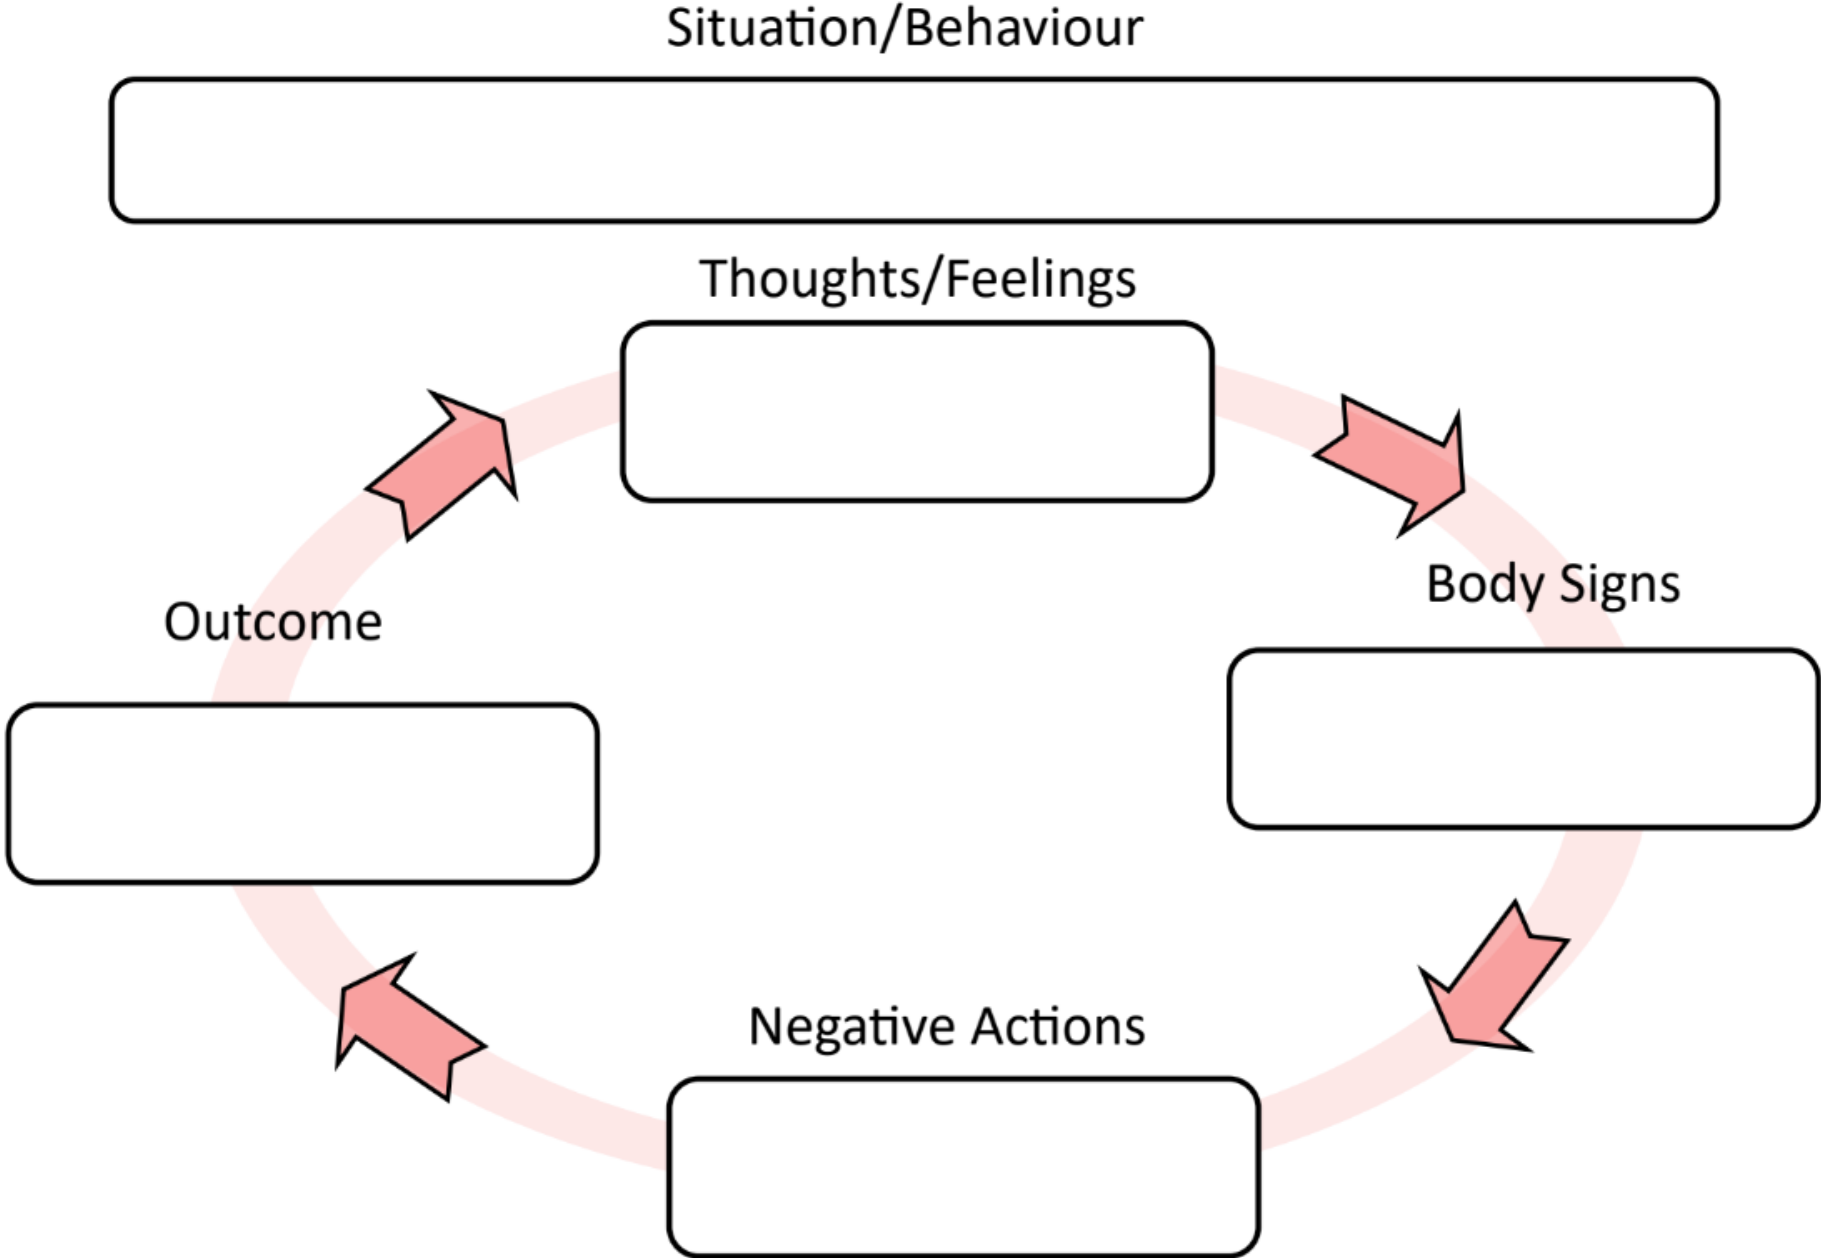 Situation/Behaviour
Thoughts/Feelings
Body Signs
Outcome
Negative Actions